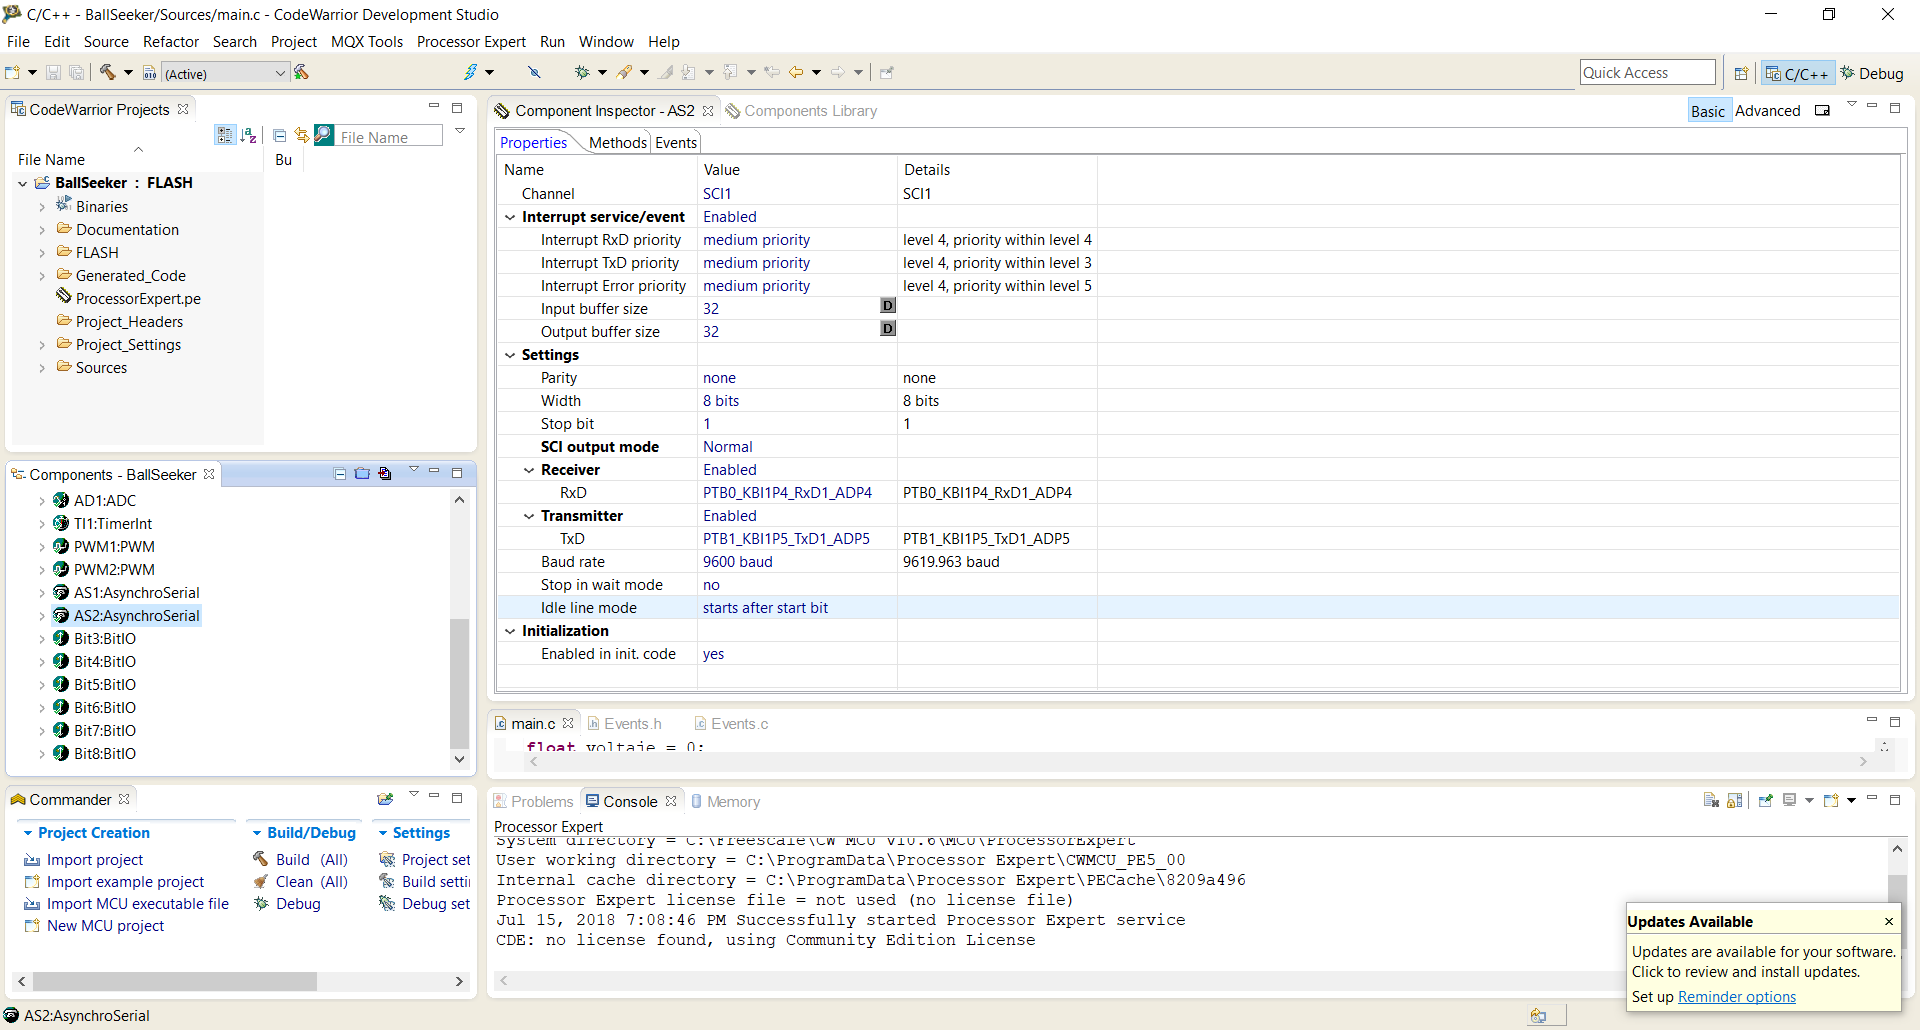 C/C++ - BallSeeker/Sources/main.c - CodeWarrior Development Studio
File Edit Source Refactor Search Project MQX Tools Processor Expert Run Window Help
(Active)
Quick Access
C/C++
Debug
CodeWarrior Projects
File Name
File Name Bu
BallSeeker : FLASH
Binaries
Documentation
FLASH
Generated_Code
ProcessorExpert.pe
Project_Headers
Project_Settings
Sources
Components - BallSeeker
AD1:ADC
TI1:TimerInt
PWM1:PWM
PWM2:PWM
AS1:AsynchroSerial
AS2:AsynchroSerial
Bit3:BitIO
Bit4:BitIO
Bit5:BitIO
Bit6:BitIO
Bit7:BitIO
Bit8:BitIO
Commander
Project Creation
Import project
Import example project
Import MCU executable file
New MCU project
Build/Debug
Build (All)
Clean (All)
Debug
Settings
Project set
Build setti
Debug set
Component Inspector - AS2 Components Library
Basic Advanced
Properties Methods Events
Name Value Details
Channel SCI1 SCI1
Interrupt service/event Enabled
Interrupt RxD priority medium priority level 4, priority within level 4
Interrupt TxD priority medium priority level 4, priority within level 3
Interrupt Error priority medium priority level 4, priority within level 5
Input buffer size 32 D
Output buffer size 32 D
Settings
Parity none none
Width 8 bits 8 bits
Stop bit 1 1
SCI output mode Normal
Receiver Enabled
RxD PTB0_KBI1P4_RxD1_ADP4 PTB0_KBI1P4_RxD1_ADP4
Transmitter Enabled
TxD PTB1_KBI1P5_TxD1_ADP5 PTB1_KBI1P5_TxD1_ADP5
Baud rate 9600 baud 9619.963 baud
Stop in wait mode no
Idle line mode starts after start bit
Initialization
Enabled in init. code yes
main.c Events.h Events.c
float voltaje = 0;
Problems Console Memory
Processor Expert
System directory = C:\Freescale\CW MCU v10.6\MCU\ProcessorExpert
User working directory = C:\ProgramData\Processor Expert\CWMCU_PE5_00
Internal cache directory = C:\ProgramData\Processor Expert\PECache\8209a496
Processor Expert license file = not used (no license file)
Jul 15, 2018 7:08:46 PM Successfully started Processor Expert service
CDE: no license found, using Community Edition License
Updates Available
Updates are available for your software.
Click to review and install updates.
Set up Reminder options
AS2:AsynchroSerial